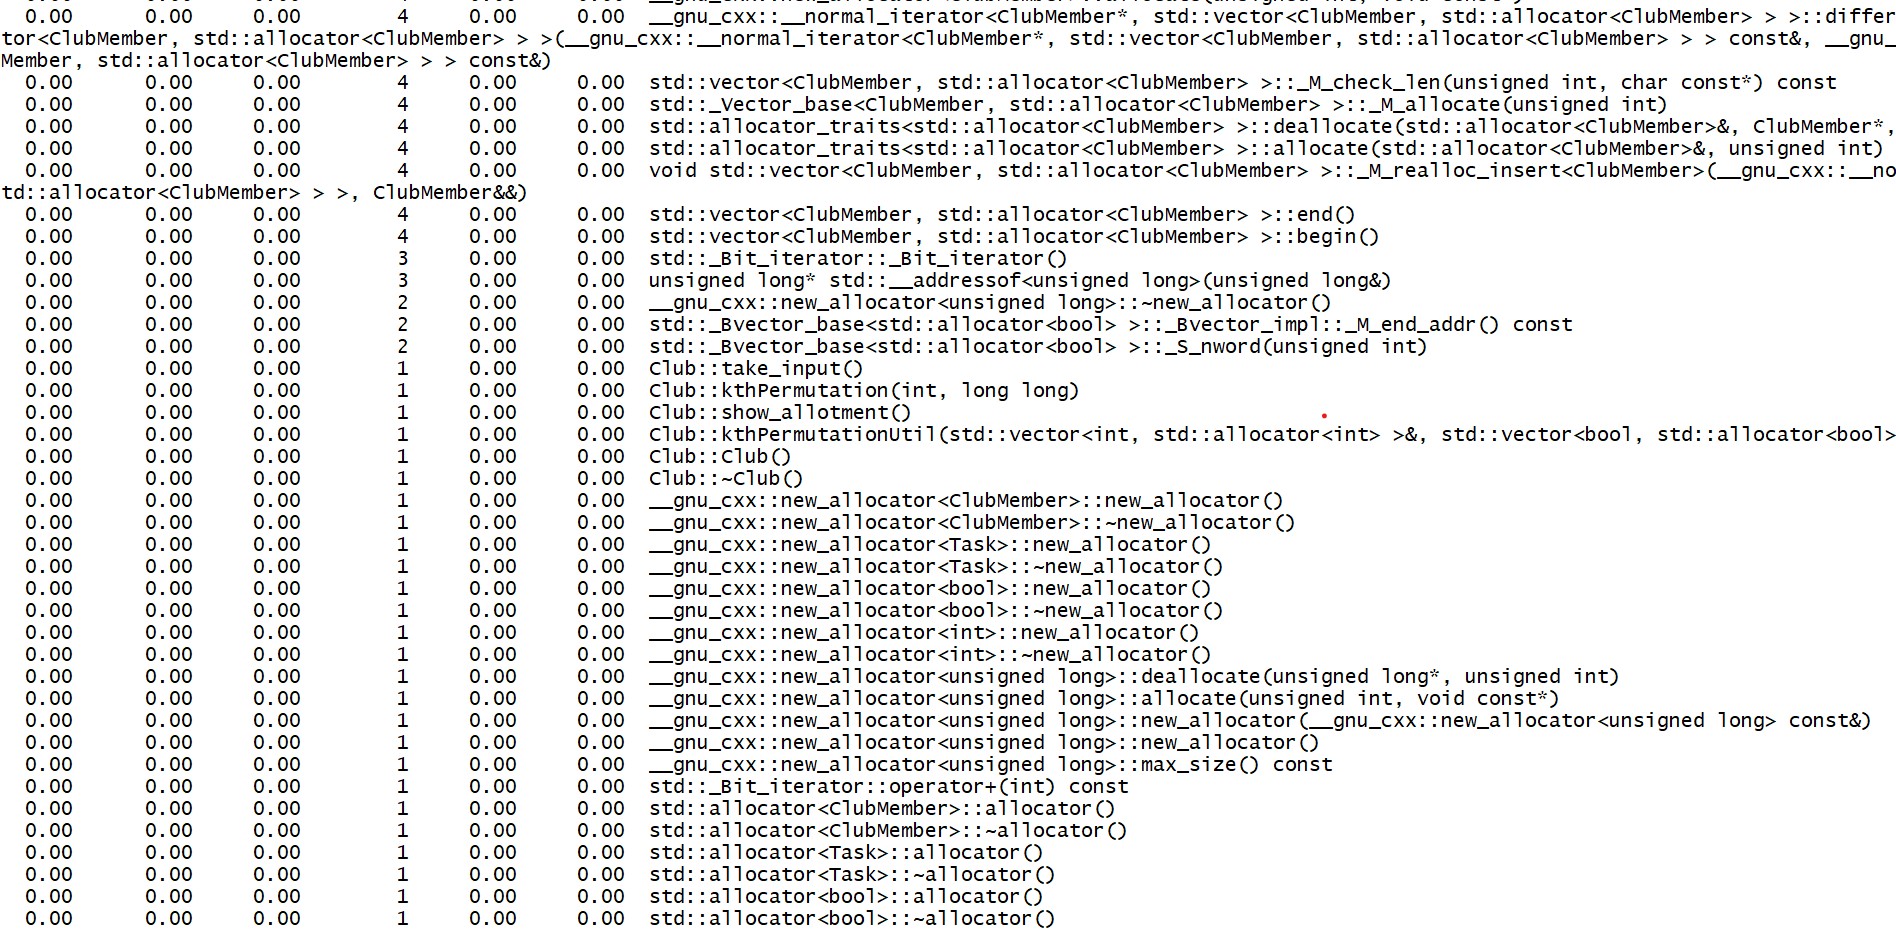 0.00 0.00 0.00 4 0.00 0.00 __gnu_cxx::__normal_iterator<ClubMember*, std::vector<ClubMember, std::allocator<ClubMember> > >::differ
tor<ClubMember, std::allocator<ClubMember> > >(__gnu_cxx::__normal_iterator<ClubMember*, std::vector<ClubMember, std::allocator<ClubMember> > > const&, __gnu_
Member, std::allocator<ClubMember> > > const&)
0.00 0.00 0.00 4 0.00 0.00 std::vector<ClubMember, std::allocator<ClubMember> >::_M_check_len(unsigned int, char const*) const
0.00 0.00 0.00 4 0.00 0.00 std::_Vector_base<ClubMember, std::allocator<ClubMember> >::_M_allocate(unsigned int)
0.00 0.00 0.00 4 0.00 0.00 std::allocator_traits<std::allocator<ClubMember> >::deallocate(std::allocator<ClubMember>&, ClubMember*,
0.00 0.00 0.00 4 0.00 0.00 std::allocator_traits<std::allocator<ClubMember> >::allocate(std::allocator<ClubMember>&, unsigned int)
0.00 0.00 0.00 4 0.00 0.00 void std::vector<ClubMember, std::allocator<ClubMember> >::_M_realloc_insert<ClubMember>(__gnu_cxx::__no
td::allocator<ClubMember> > >, ClubMember&&)
0.00 0.00 0.00 4 0.00 0.00 std::vector<ClubMember, std::allocator<ClubMember> >::end()
0.00 0.00 0.00 4 0.00 0.00 std::vector<ClubMember, std::allocator<ClubMember> >::begin()
0.00 0.00 0.00 3 0.00 0.00 std::_Bit_iterator::_Bit_iterator()
0.00 0.00 0.00 3 0.00 0.00 unsigned long* std::__addressof<unsigned long>(unsigned long&)
0.00 0.00 0.00 2 0.00 0.00 __gnu_cxx::new_allocator<unsigned long>::~new_allocator()
0.00 0.00 0.00 2 0.00 0.00 std::_Bvector_base<std::allocator<bool> >::_Bvector_impl::_M_end_addr() const
0.00 0.00 0.00 2 0.00 0.00 std::_Bvector_base<std::allocator<bool> >::_S_nword(unsigned int)
0.00 0.00 0.00 1 0.00 0.00 Club::take_input()
0.00 0.00 0.00 1 0.00 0.00 Club::kthPermutation(int, long long)
0.00 0.00 0.00 1 0.00 0.00 Club::show_allotment()
0.00 0.00 0.00 1 0.00 0.00 Club::kthPermutationUtil(std::vector<int, std::allocator<int> >&, std::vector<bool, std::allocator<bool>
0.00 0.00 0.00 1 0.00 0.00 Club::Club()
0.00 0.00 0.00 1 0.00 0.00 Club::~Club()
0.00 0.00 0.00 1 0.00 0.00 __gnu_cxx::new_allocator<ClubMember>::new_allocator()
0.00 0.00 0.00 1 0.00 0.00 __gnu_cxx::new_allocator<ClubMember>::~new_allocator()
0.00 0.00 0.00 1 0.00 0.00 __gnu_cxx::new_allocator<Task>::new_allocator()
0.00 0.00 0.00 1 0.00 0.00 __gnu_cxx::new_allocator<Task>::~new_allocator()
0.00 0.00 0.00 1 0.00 0.00 __gnu_cxx::new_allocator<bool>::new_allocator()
0.00 0.00 0.00 1 0.00 0.00 __gnu_cxx::new_allocator<bool>::~new_allocator()
0.00 0.00 0.00 1 0.00 0.00 __gnu_cxx::new_allocator<int>::new_allocator()
0.00 0.00 0.00 1 0.00 0.00 __gnu_cxx::new_allocator<int>::~new_allocator()
0.00 0.00 0.00 1 0.00 0.00 __gnu_cxx::new_allocator<unsigned long>::deallocate(unsigned long*, unsigned int)
0.00 0.00 0.00 1 0.00 0.00 __gnu_cxx::new_allocator<unsigned long>::allocate(unsigned int, void const*)
0.00 0.00 0.00 1 0.00 0.00 __gnu_cxx::new_allocator<unsigned long>::new_allocator(__gnu_cxx::new_allocator<unsigned long> const&)
0.00 0.00 0.00 1 0.00 0.00 __gnu_cxx::new_allocator<unsigned long>::new_allocator()
0.00 0.00 0.00 1 0.00 0.00 __gnu_cxx::new_allocator<unsigned long>::max_size() const
0.00 0.00 0.00 1 0.00 0.00 std::_Bit_iterator::operator+(int) const
0.00 0.00 0.00 1 0.00 0.00 std::allocator<ClubMember>::allocator()
0.00 0.00 0.00 1 0.00 0.00 std::allocator<ClubMember>::~allocator()
0.00 0.00 0.00 1 0.00 0.00 std::allocator<Task>::allocator()
0.00 0.00 0.00 1 0.00 0.00 std::allocator<Task>::~allocator()
0.00 0.00 0.00 1 0.00 0.00 std::allocator<bool>::allocator()
0.00 0.00 0.00 1 0.00 0.00 std::allocator<bool>::~allocator()